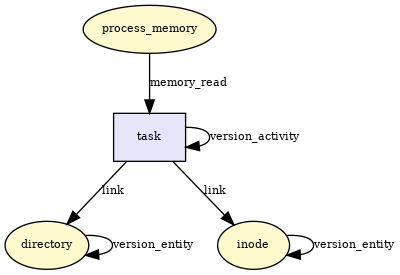 process_memory
memory_read
task
version_activity
link
link
directory
version_entity
inode
version_entity